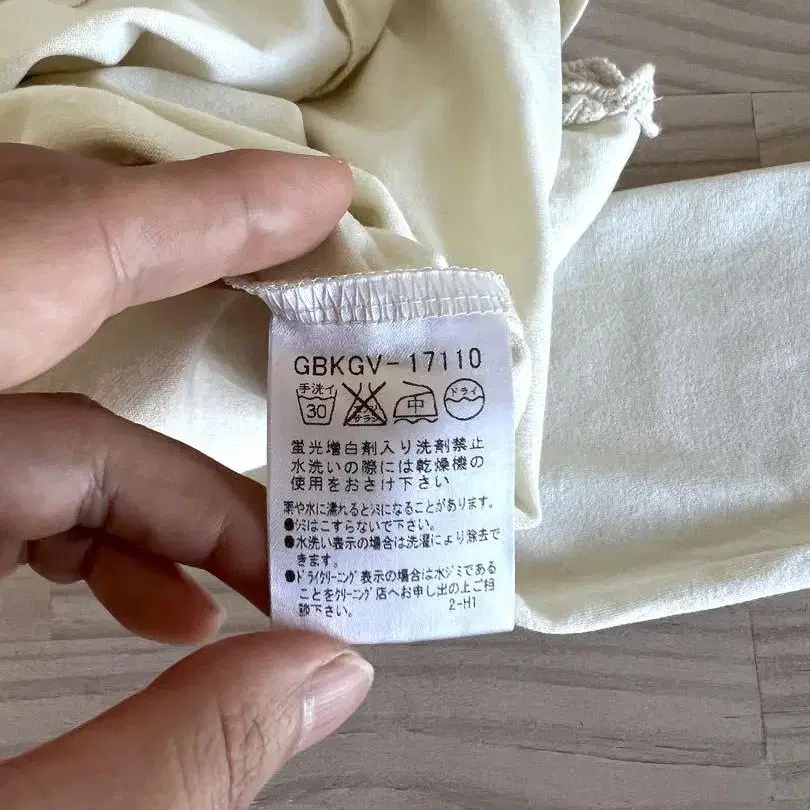 GBKGV-17110
手洗イ
30
エンソ
サラシ
中
ドライ
蛍光増白剤入り洗剤禁止
水洗いの際には乾燥機の
使用をおさけ下さい
雨や水に濡れるとシミになることがあります。
●シミはこすらないで下さい。
●水洗い表示の場合は洗濯により除去で
きます。
●ドライクリーニング表示の場合は水ジミである
ことをクリーニング店へお申し出の上ご相
談下さい。 2-H1